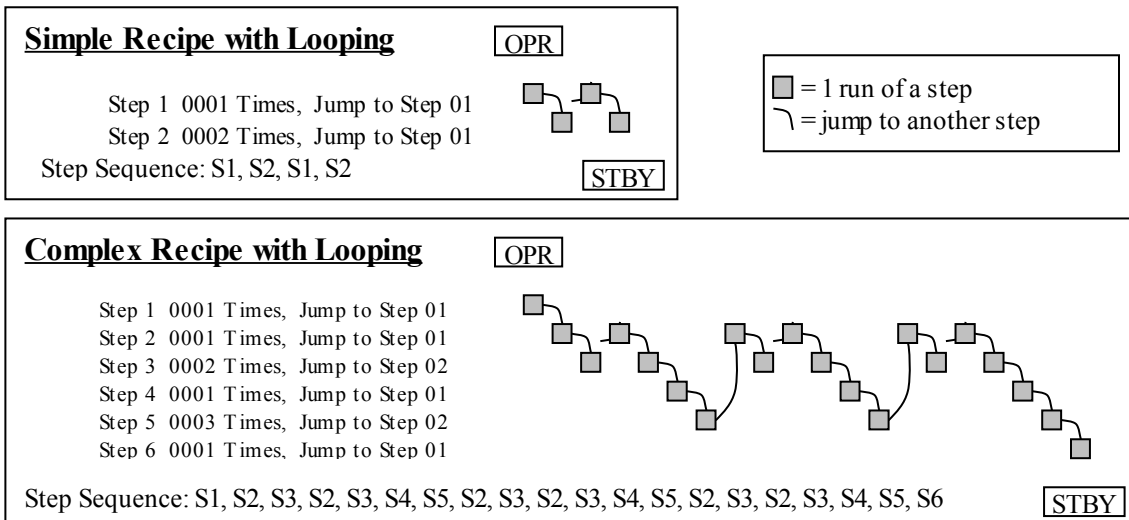 Simple Recipe with Looping
OPR
Step 1 0001 Times, Jump to Step 01
Step 2 0002 Times, Jump to Step 01
Step Sequence: S1, S2, S1, S2
STBY
= 1 run of a step
= jump to another step
Complex Recipe with Looping
OPR
Step 1 0001 Times, Jump to Step 01
Step 2 0001 Times, Jump to Step 01
Step 3 0002 Times, Jump to Step 02
Step 4 0001 Times, Jump to Step 01
Step 5 0003 Times, Jump to Step 02
Step 6 0001 Times, Jump to Step 01
Step Sequence: S1, S2, S3, S2, S3, S4, S5, S2, S3, S2, S3, S4, S5, S2, S3, S2, S3, S4, S5, S6
STBY